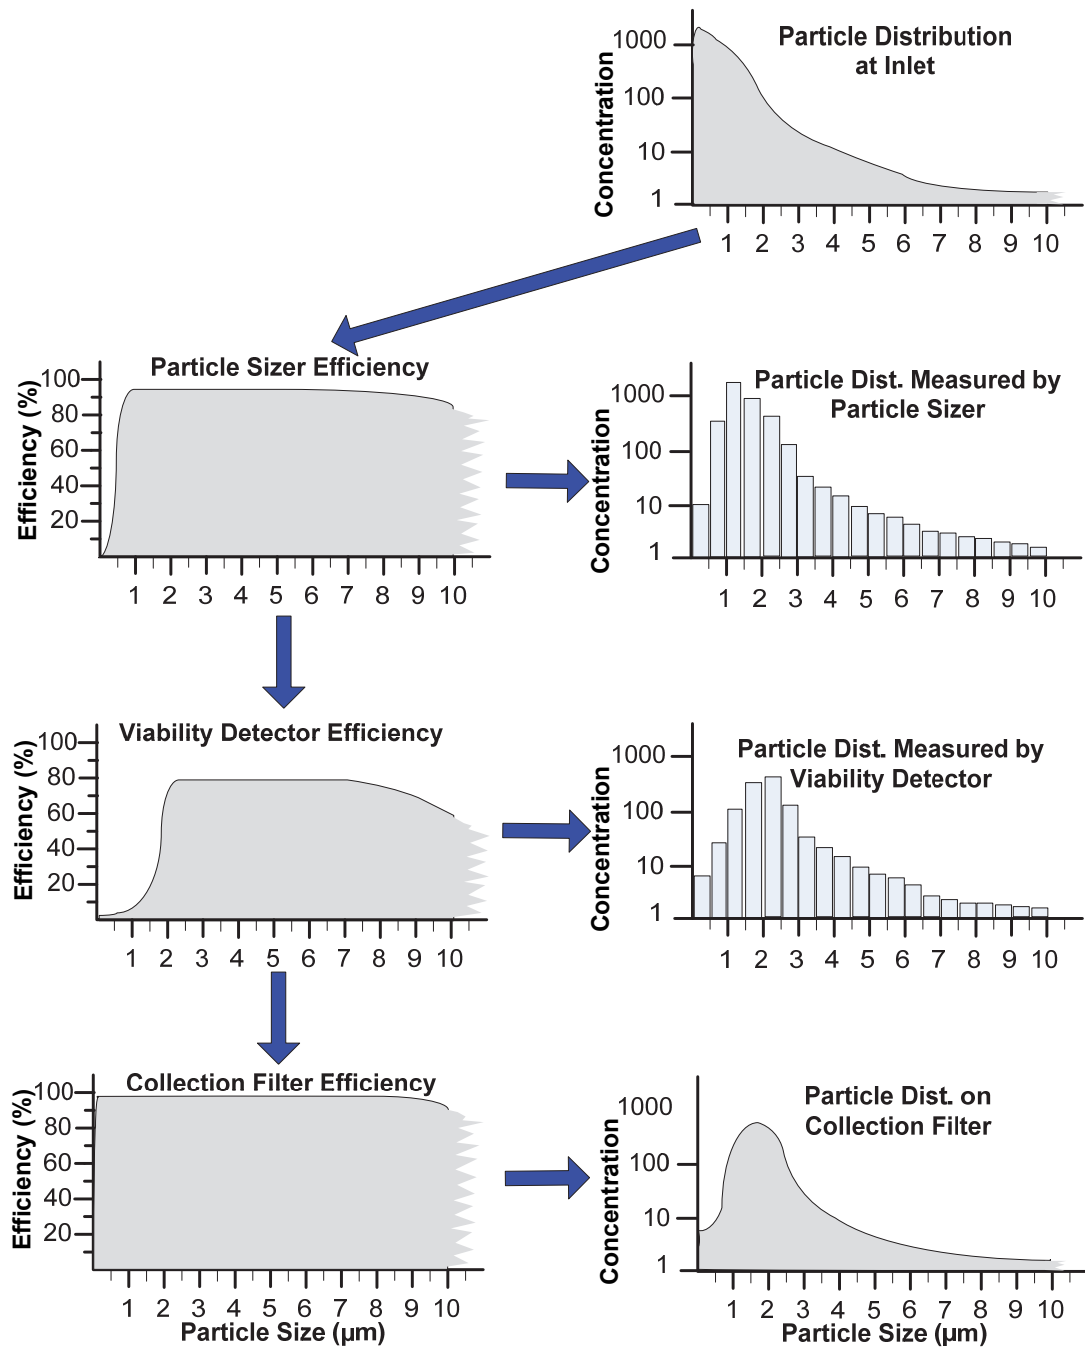 Particle Distribution
at Inlet
Concentration
1000
100
10
1
1 2 3 4 5 6 7 8 9 10
Particle Sizer Efficiency
Efficiency (%)
100
80
60
40
20
1 2 3 4 5 6 7 8 9 10
Particle Dist. Measured by
Particle Sizer
Concentration
1000
100
10
1
1 2 3 4 5 6 7 8 9 10
Viability Detector Efficiency
Efficiency (%)
100
80
60
40
20
1 2 3 4 5 6 7 8 9 10
Particle Dist. Measured by
Viability Detector
Concentration
1000
100
10
1
1 2 3 4 5 6 7 8 9 10
Collection Filter Efficiency
Efficiency (%)
100
80
60
40
20
1 2 3 4 5 6 7 8 9 10
Particle Size (µm)
Particle Dist. on
Collection Filter
Concentration
1000
100
10
1
1 2 3 4 5 6 7 8 9 10
Particle Size (µm)